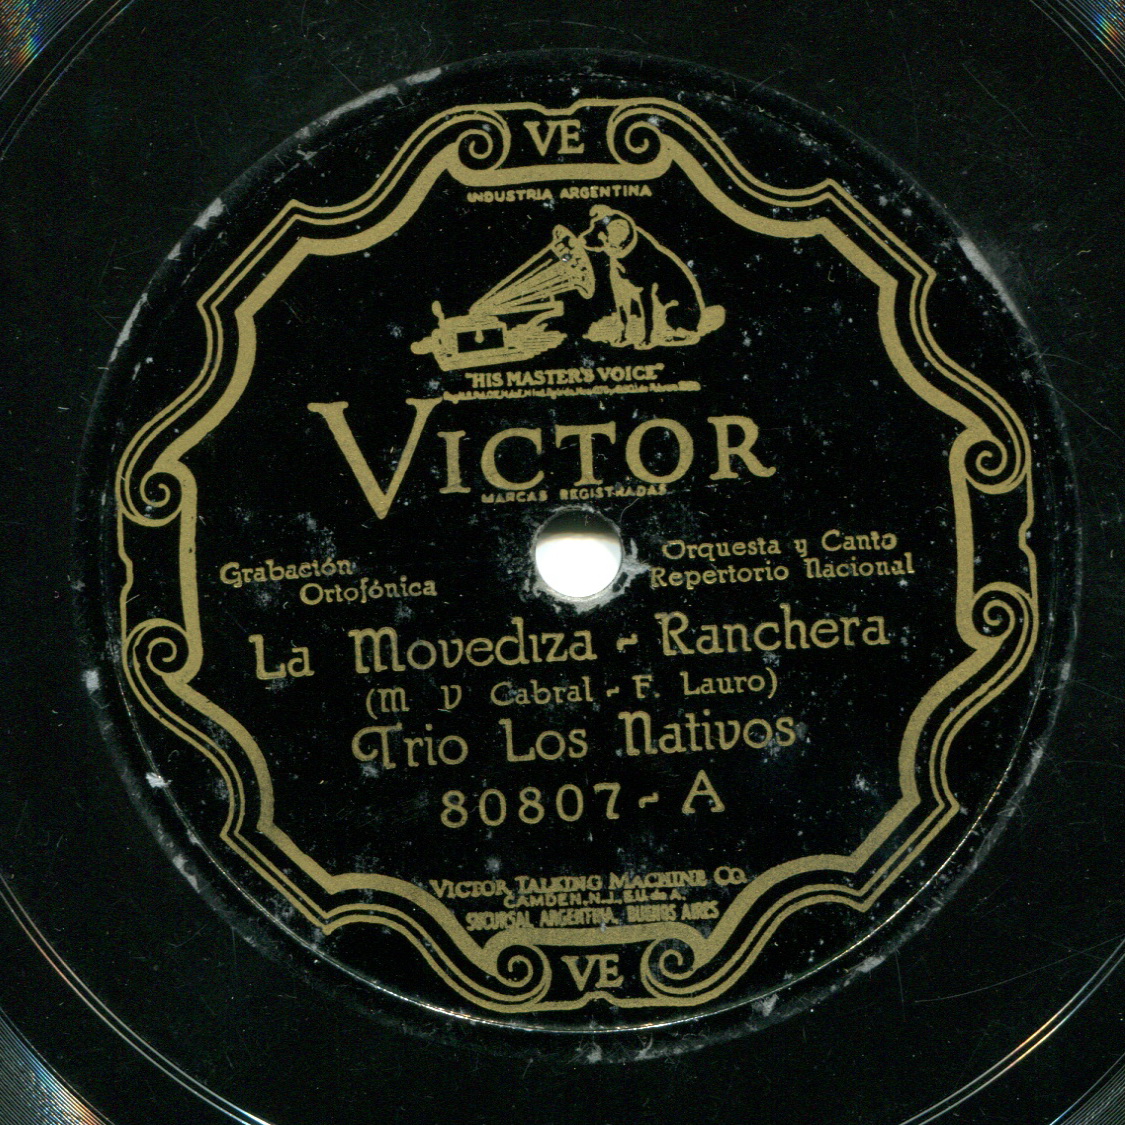 VE
INDUSTRIA ARGENTINA
"HIS MASTER'S VOICE"
VICTOR
MARCAS REGISTRADAS
Grabación
Ortofónica
Orquesta y Canto
Repertorio Nacional
La Movediza - Ranchera
(M V Cabral - F. Lauro)
Trio Los Nativos
80807 - A
VICTOR TALKING MACHINE CO.
CAMDEN, N.J., E.U. de A.
SUCURSAL ARGENTINA, BUENOS AIRES
VE